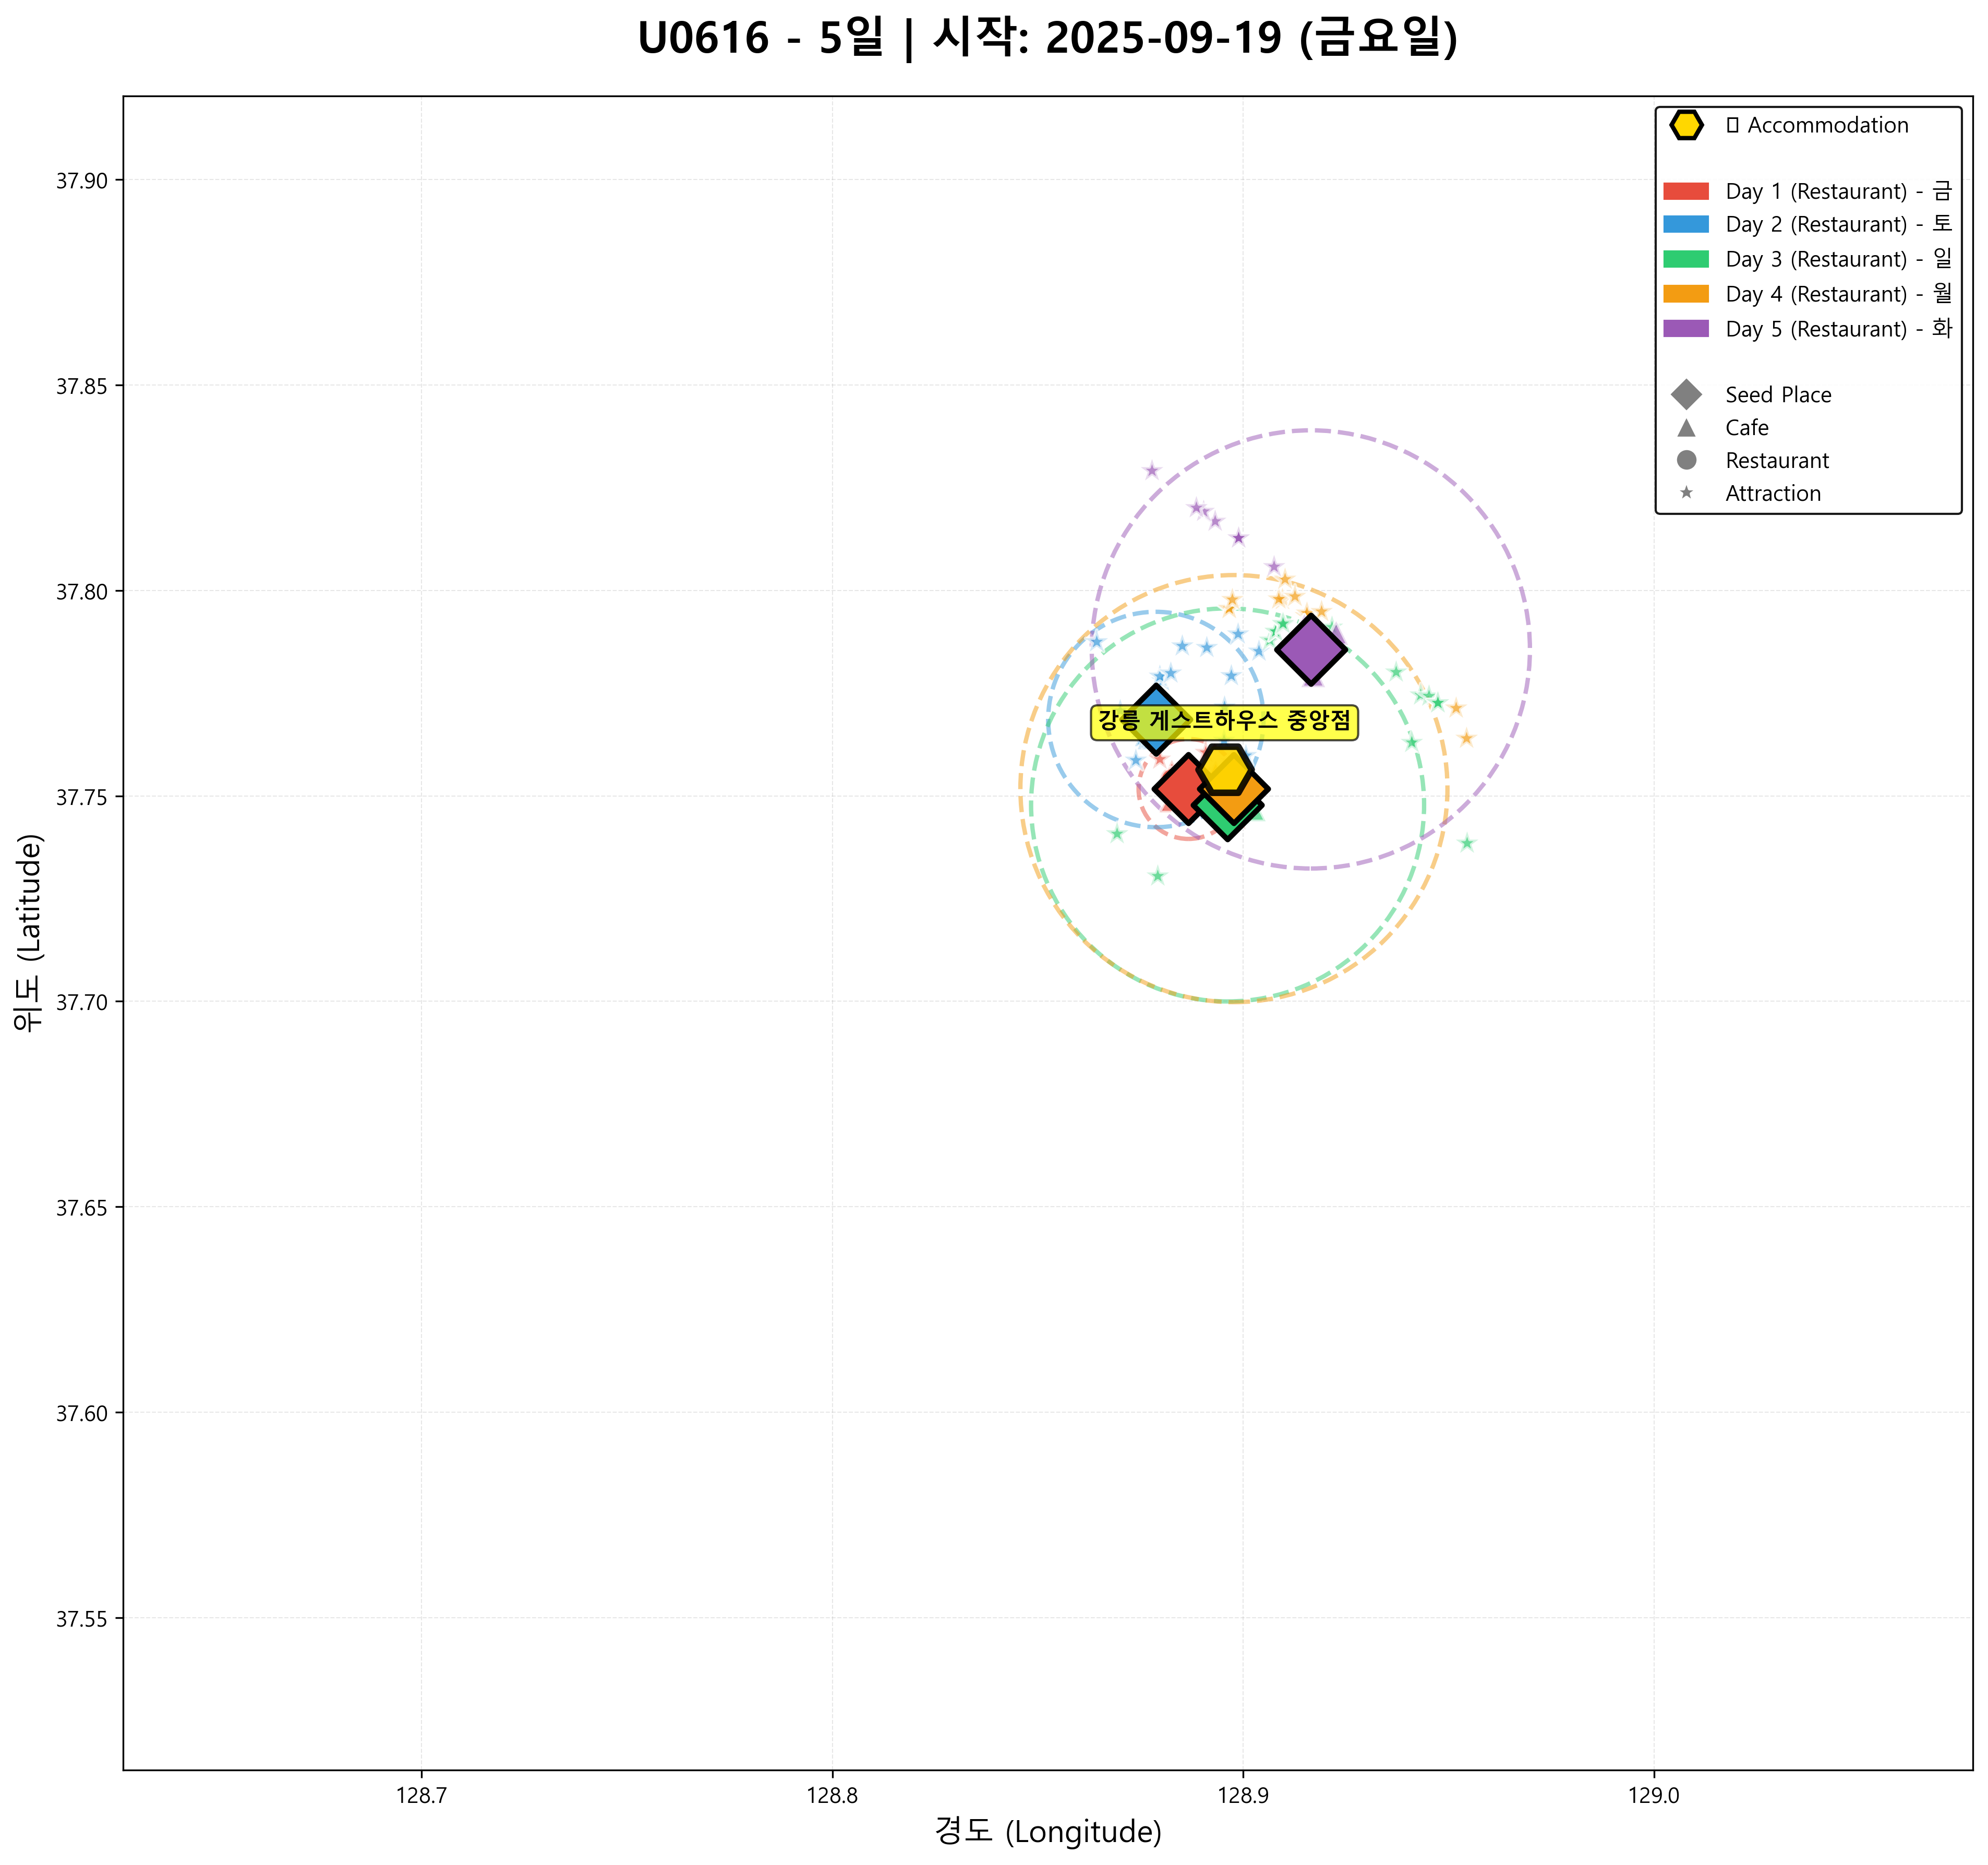 U0616 - 5일 | 시작: 2025-09-19 (금요일)
Accommodation
Day 1 (Restaurant) - 금
Day 2 (Restaurant) - 토
Day 3 (Restaurant) - 일
Day 4 (Restaurant) - 월
Day 5 (Restaurant) - 화
Seed Place
Cafe
Restaurant
Attraction
37.90
37.85
37.80
37.75
37.70
37.65
37.60
37.55
강릉 게스트하우스 중앙점
128.7
128.8
128.9
129.0
위도 (Latitude)
경도 (Longitude)